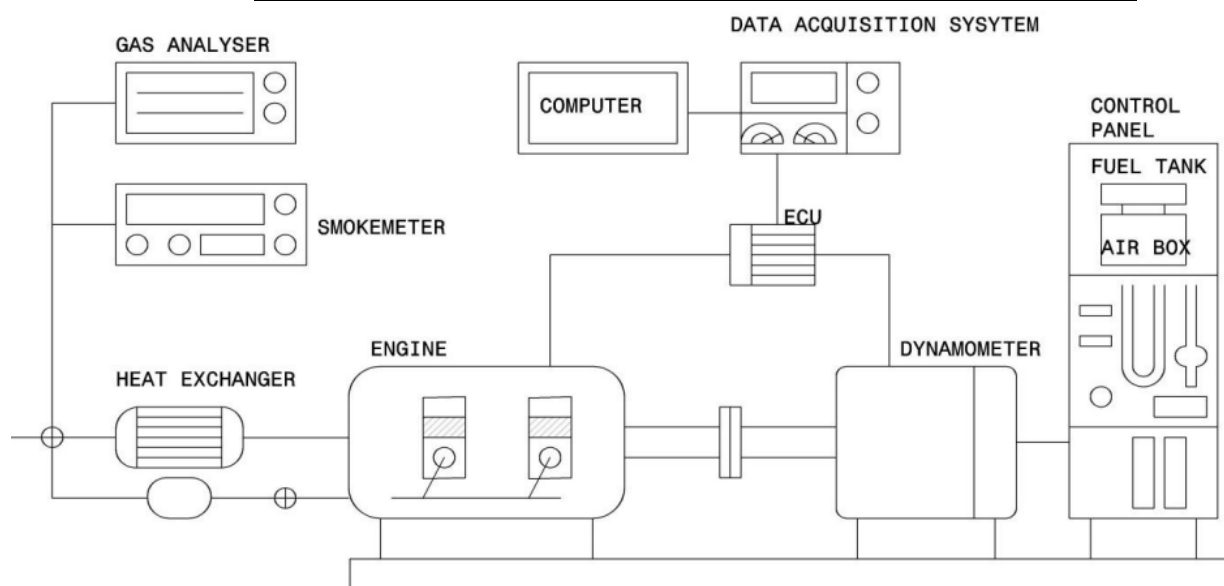 DATA ACQUISITION SYSYTEM
GAS ANALYSER
COMPUTER
CONTROL
PANEL
FUEL TANK
SMOKEMETER
ECU
AIR BOX
ENGINE
DYNAMOMETER
HEAT EXCHANGER